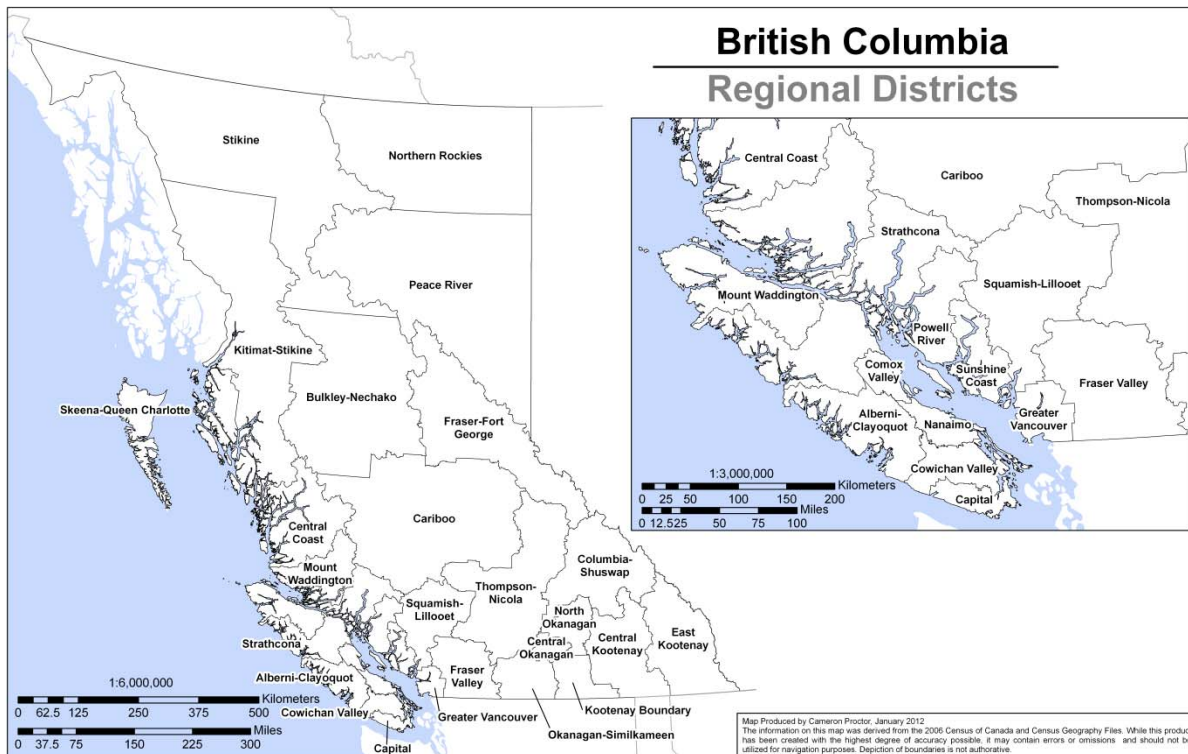 British Columbia
Regional Districts
Stikine
Northern Rockies
Peace River
Kitimat-Stikine
Skeena-Queen Charlotte
Bulkley-Nechako
Fraser-Fort
George
Cariboo
Central
Coast
Mount
Waddington
Columbia-
Shuswap
Thompson-
Nicola
Squamish-
Lillooet
North
Okanagan
Central
Okanagan
Central
Kootenay
East
Kootenay
Strathcona
Fraser
Valley
Alberni-Clayoquot
Cowichan Valley
Capital
Greater Vancouver
Okanagan-Similkameen
Kootenay Boundary
1:6,000,000
Kilometers
0 62.5 125 250 375 500
Miles
0 37.5 75 150 225 300
Central Coast
Cariboo
Thompson-Nicola
Strathcona
Squamish-Lillooet
Mount Waddington
Powell
River
Comox
Valley
Sunshine
Coast
Fraser Valley
Alberni-
Clayoquot
Nanaimo
Greater
Vancouver
Cowichan Valley
Capital
1:3,000,000
Kilometers
0 25 50 100 150 200
Miles
0 12.525 50 75 100
Map Produced by Cameron Proctor, January 2012
The information on this map was derived from the 2006 Census of Canada and Census Geography Files. While this produc
has been created with the highest degree of accuracy possible, it may contain errors or omissions and should not be
utilized for navigation purposes. Depiction of boundaries is not authorative.